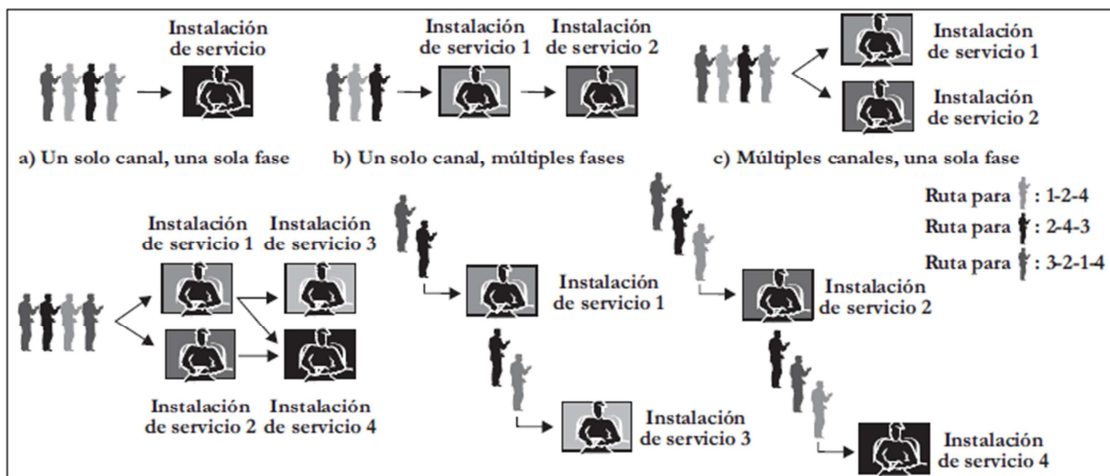 Instalación
de servicio
a) Un solo canal, una sola fase
Instalación
de servicio 1
Instalación
de servicio 2
b) Un solo canal, múltiples fases
Instalación
de servicio 1
Instalación
de servicio 2
c) Múltiples canales, una sola fase
Instalación
de servicio 1
Instalación
de servicio 3
Instalación
de servicio 2
Instalación
de servicio 4
Instalación
de servicio 1
Instalación
de servicio 3
Instalación
de servicio 2
Instalación
de servicio 4
Ruta para : 1-2-4
Ruta para : 2-4-3
Ruta para : 3-2-1-4